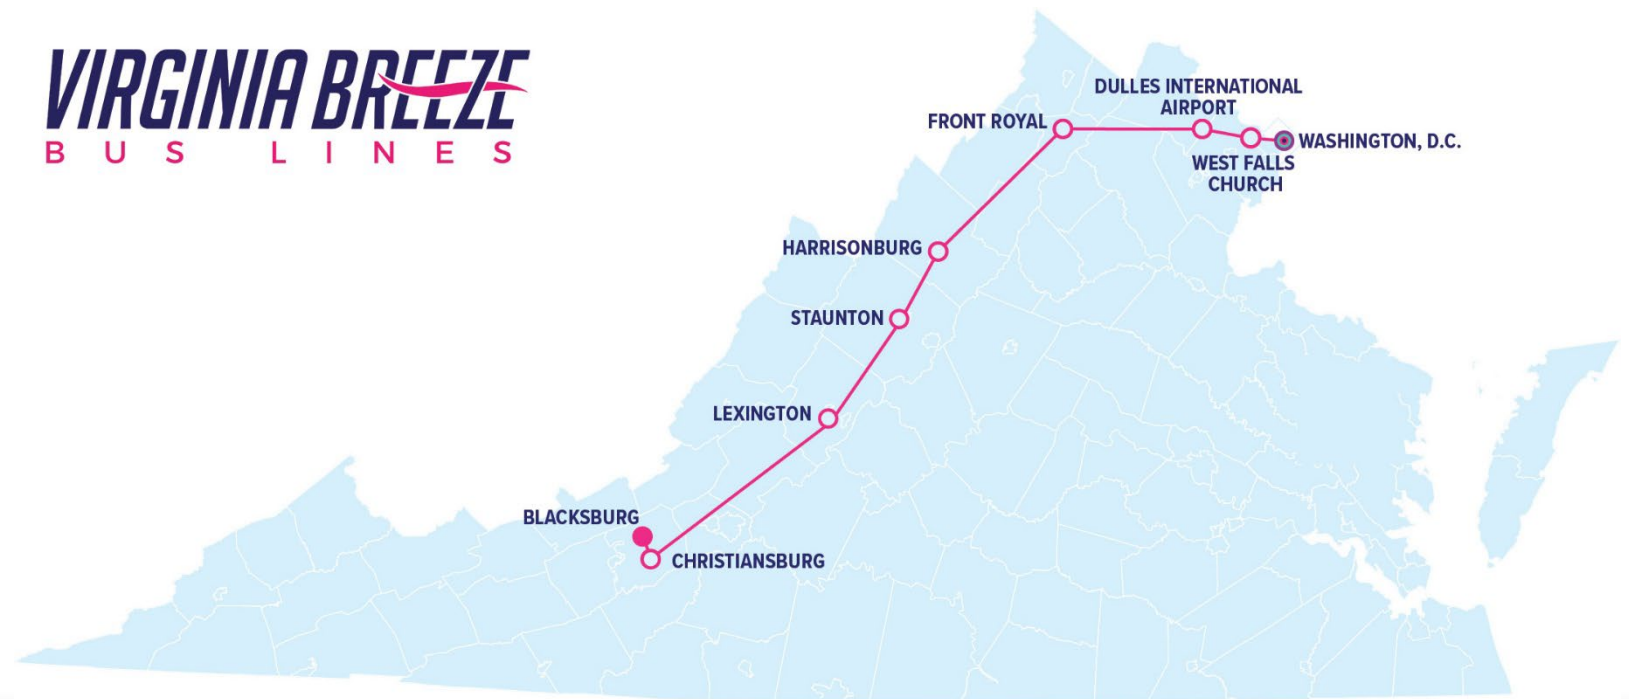 VIRGINIA BREEZE
BUS LINES
DULLES INTERNATIONAL
AIRPORT
FRONT ROYAL
WASHINGTON, D.C.
WEST FALLS
CHURCH
HARRISONBURG
STAUNTON
LEXINGTON
BLACKSBURG
CHRISTIANSBURG